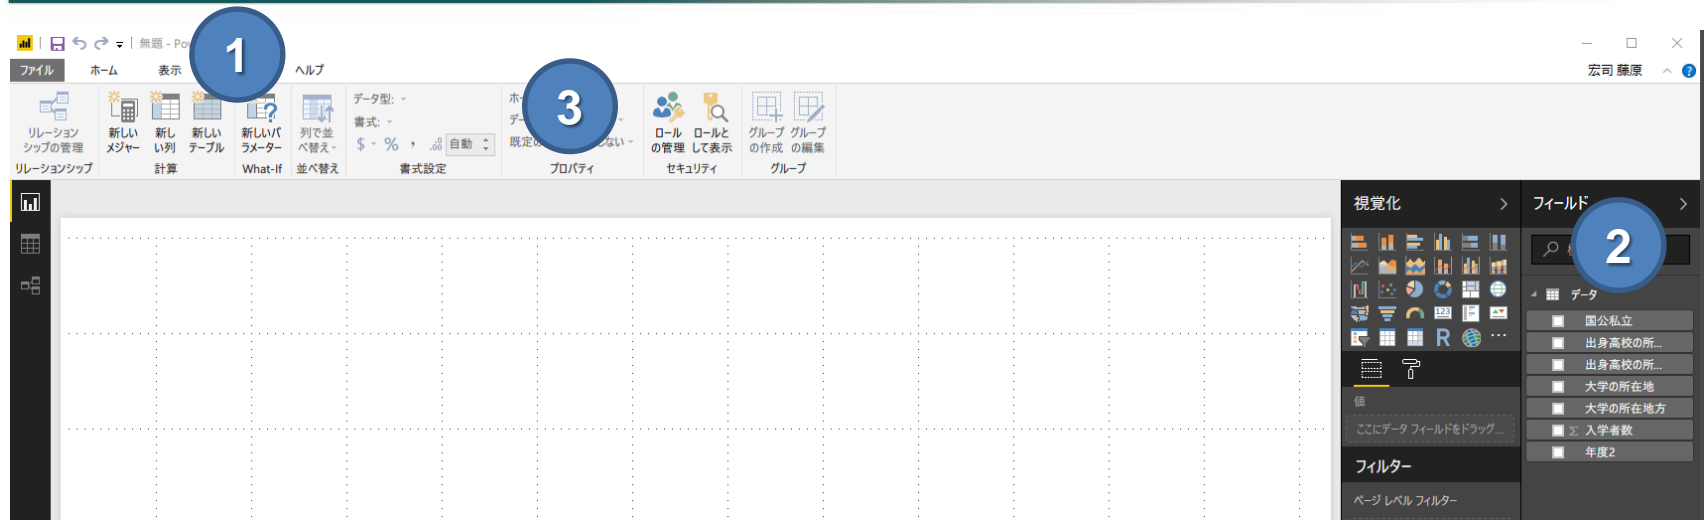 無題 - Po
1
ファイル ホーム 表示 ヘルプ
宏司 藤原
?
リレーション
シップの管理
新しい
メジャー
新し
い列
新しい
テーブル
新しいパ
ラメーター
列で並
べ替え
データ型:
書式:
$ % , .00 自動
ホー
デー
既定の ない
3
ロール
の管理
ロールと
して表示
グループ
の作成
グループ
の編集
リレーションシップ 計算 What-If 並べ替え 書式設定 プロパティ セキュリティ グループ
視覚化
123
R
値
ここにデータ フィールドをドラッグ...
フィルター
ページ レベル フィルター
フィールド
2
データ
国公私立
出身高校の所...
出身高校の所...
大学の所在地
大学の所在地方
Σ 入学者数
年度2